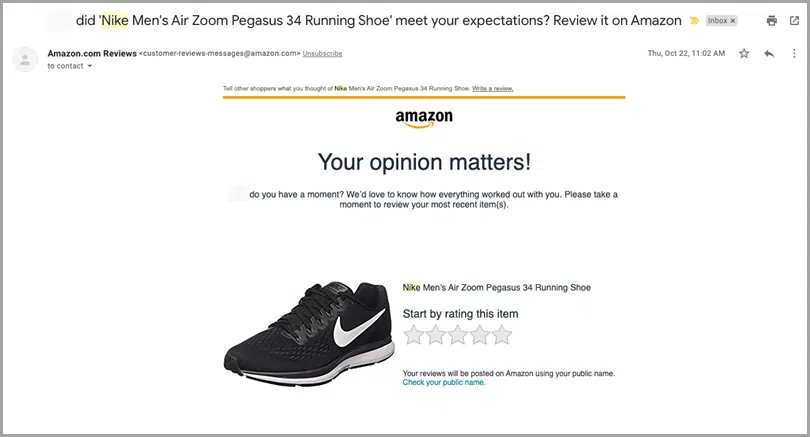 did 'Nike Men's Air Zoom Pegasus 34 Running Shoe' meet your expectations? Review it on Amazon
Inbox ×
Amazon.com Reviews <customer-reviews-messages@amazon.com> Unsubscribe
Thu, Oct 22, 11:02 AM
to contact
Tell other shoppers what you thought of Nike Men's Air Zoom Pegasus 34 Running Shoe. Write a review.
amazon
Your opinion matters!
do you have a moment? We'd love to know how everything worked out with you. Please take a
moment to review your most recent item(s).
Nike Men's Air Zoom Pegasus 34 Running Shoe
Start by rating this item
Your reviews will be posted on Amazon using your public name.
Check your public name.